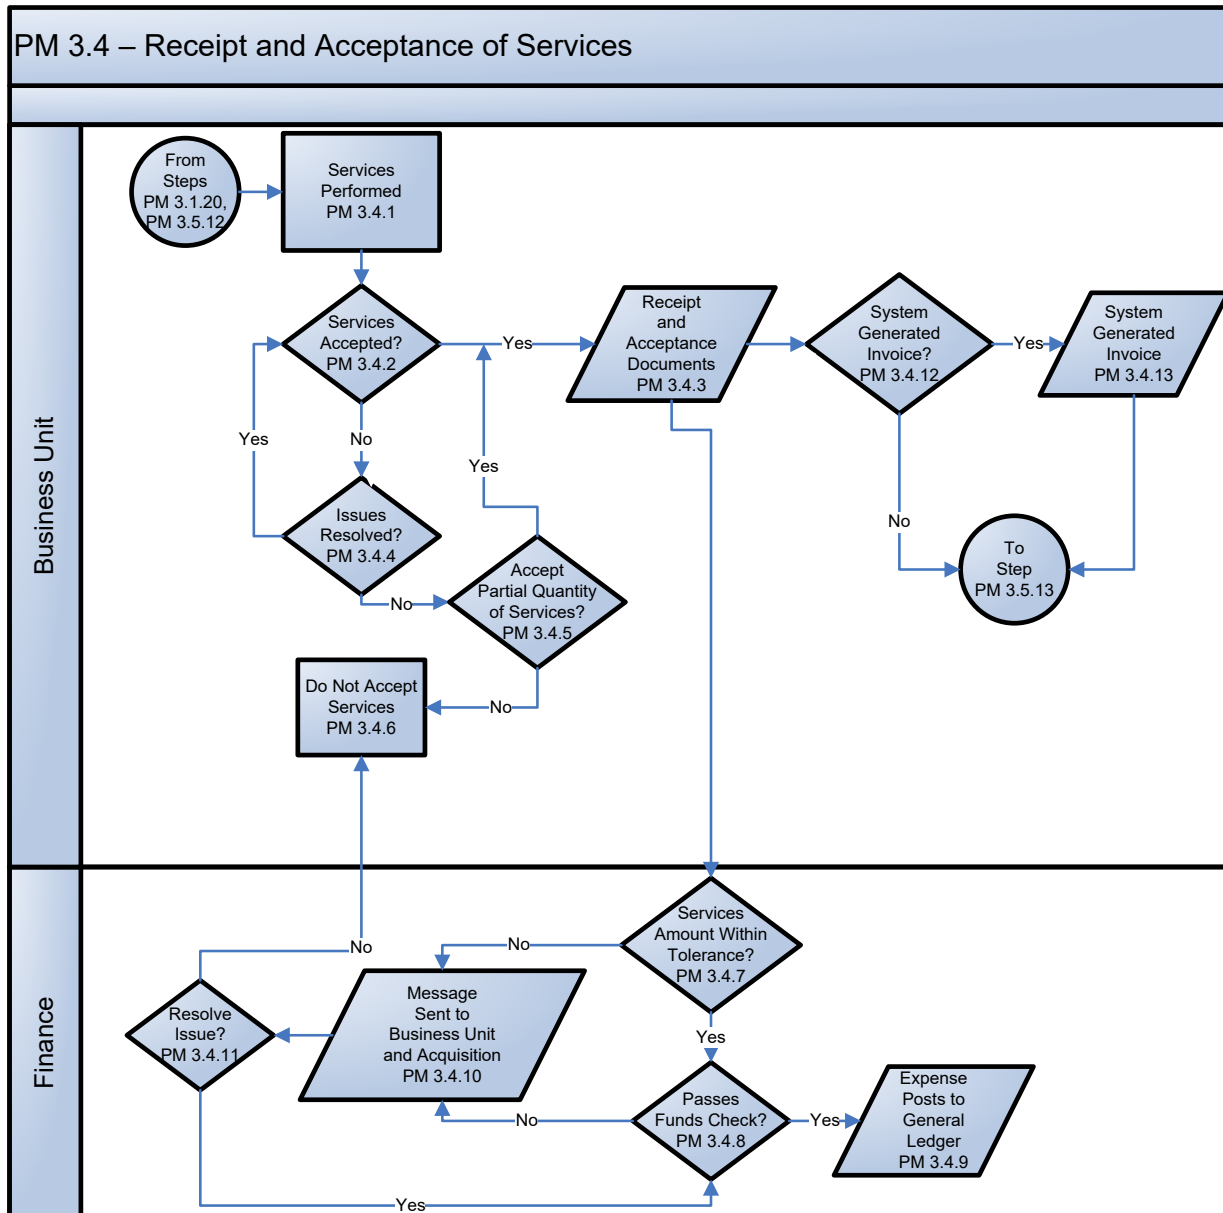 PM 3.4 – Receipt and Acceptance of Services
Business Unit
From
Steps
PM 3.1.20,
PM 3.5.12
Services
Performed
PM 3.4.1
Services
Accepted?
PM 3.4.2
Yes
Receipt
and
Acceptance
Documents
PM 3.4.3
System
Generated
Invoice?
PM 3.4.12
Yes
System
Generated
Invoice
PM 3.4.13
Yes
No
Yes
Issues
Resolved?
PM 3.4.4
No
Accept
Partial Quantity
of Services?
PM 3.4.5
No
To
Step
PM 3.5.13
Do Not Accept
Services
PM 3.4.6
No
Finance
Services
Amount Within
Tolerance?
PM 3.4.7
No
No
Message
Sent to
Business Unit
and Acquisition
PM 3.4.10
Resolve
Issue?
PM 3.4.11
Yes
Passes
Funds Check?
PM 3.4.8
No
Yes
Expense
Posts to
General
Ledger
PM 3.4.9
Yes